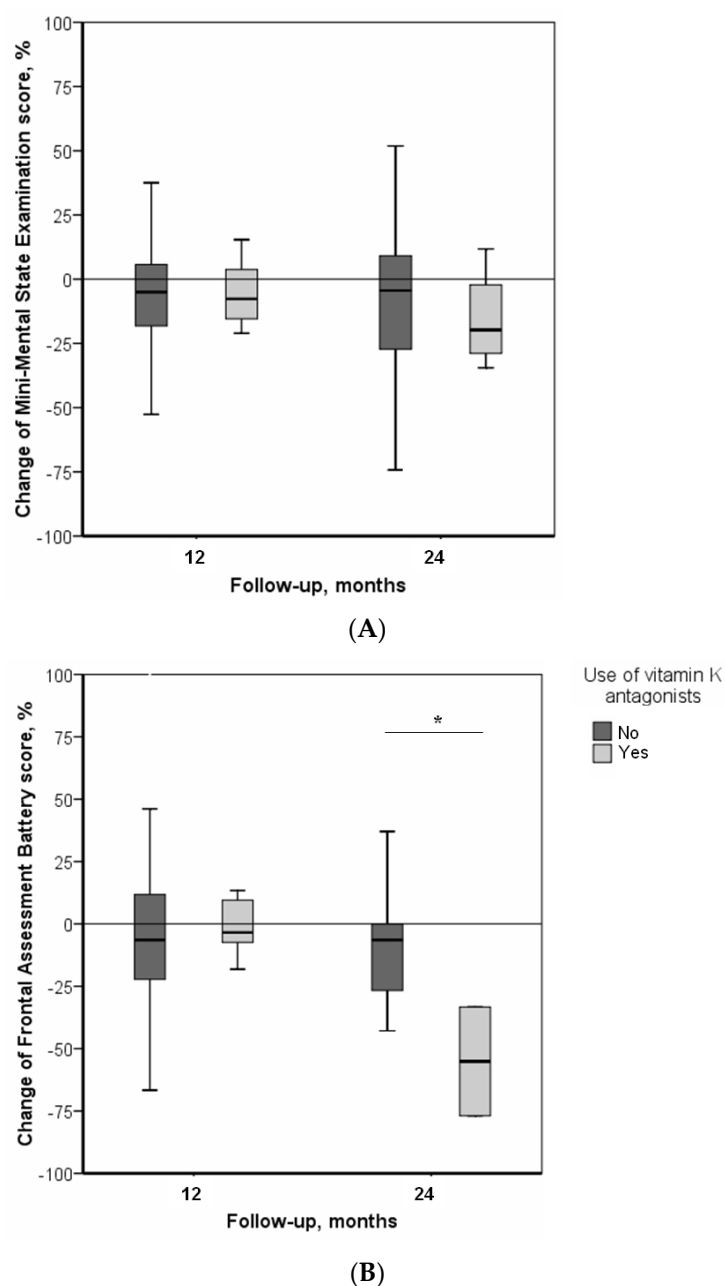 Change of Mini-Mental State Examination score, %
100
75
50
25
0
-25
-50
-75
-100
12
24
Follow-up, months
(A)
Change of Frontal Assessment Battery score, %
100
75
50
25
0
-25
-50
-75
-100
*
12
24
Follow-up, months
Use of vitamin K
antagonists
No
Yes
(B)